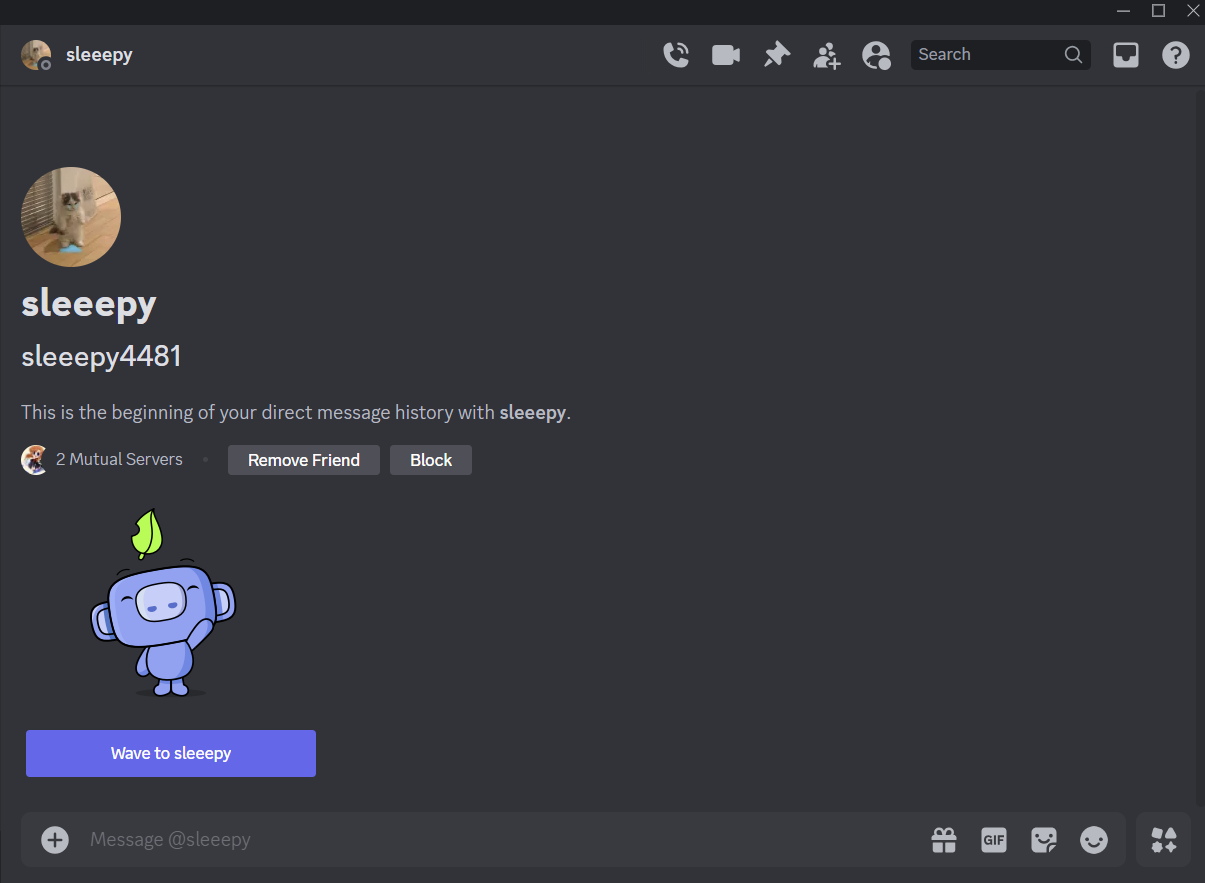 sleeepy
Search
sleeepy
sleeepy4481
This is the beginning of your direct message history with sleeepy.
2 Mutual Servers • Remove Friend Block
Wave to sleeepy
Message @sleeepy GIF